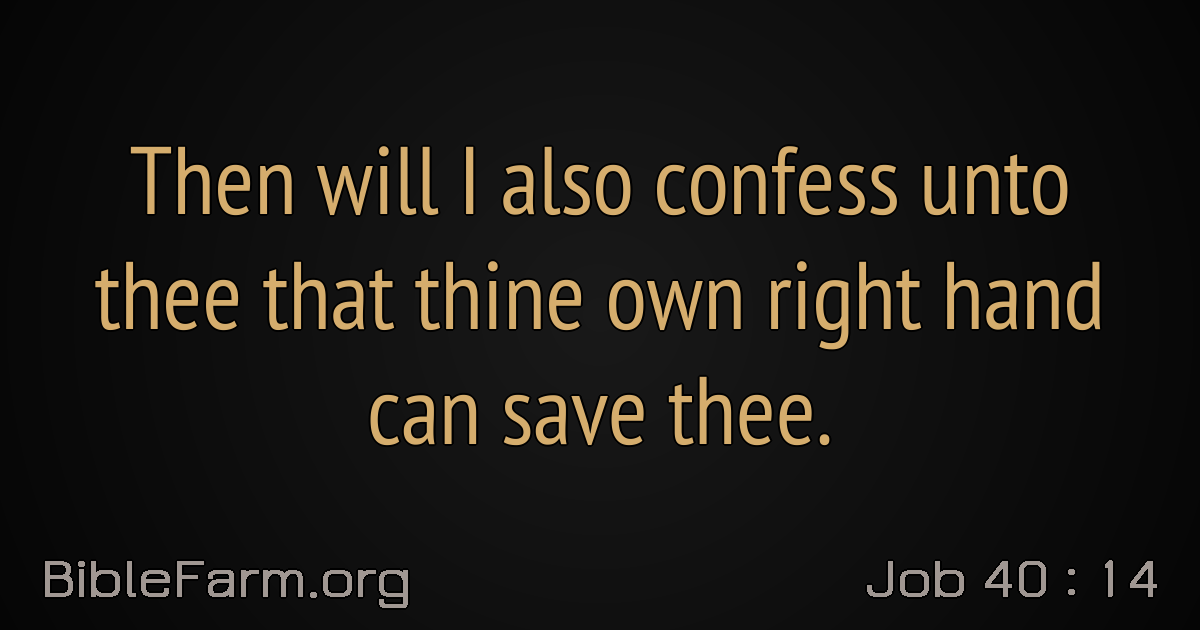 Then will I also confess unto
thee that thine own right hand
can save thee.
BibleFarm.org
Job 40 : 14